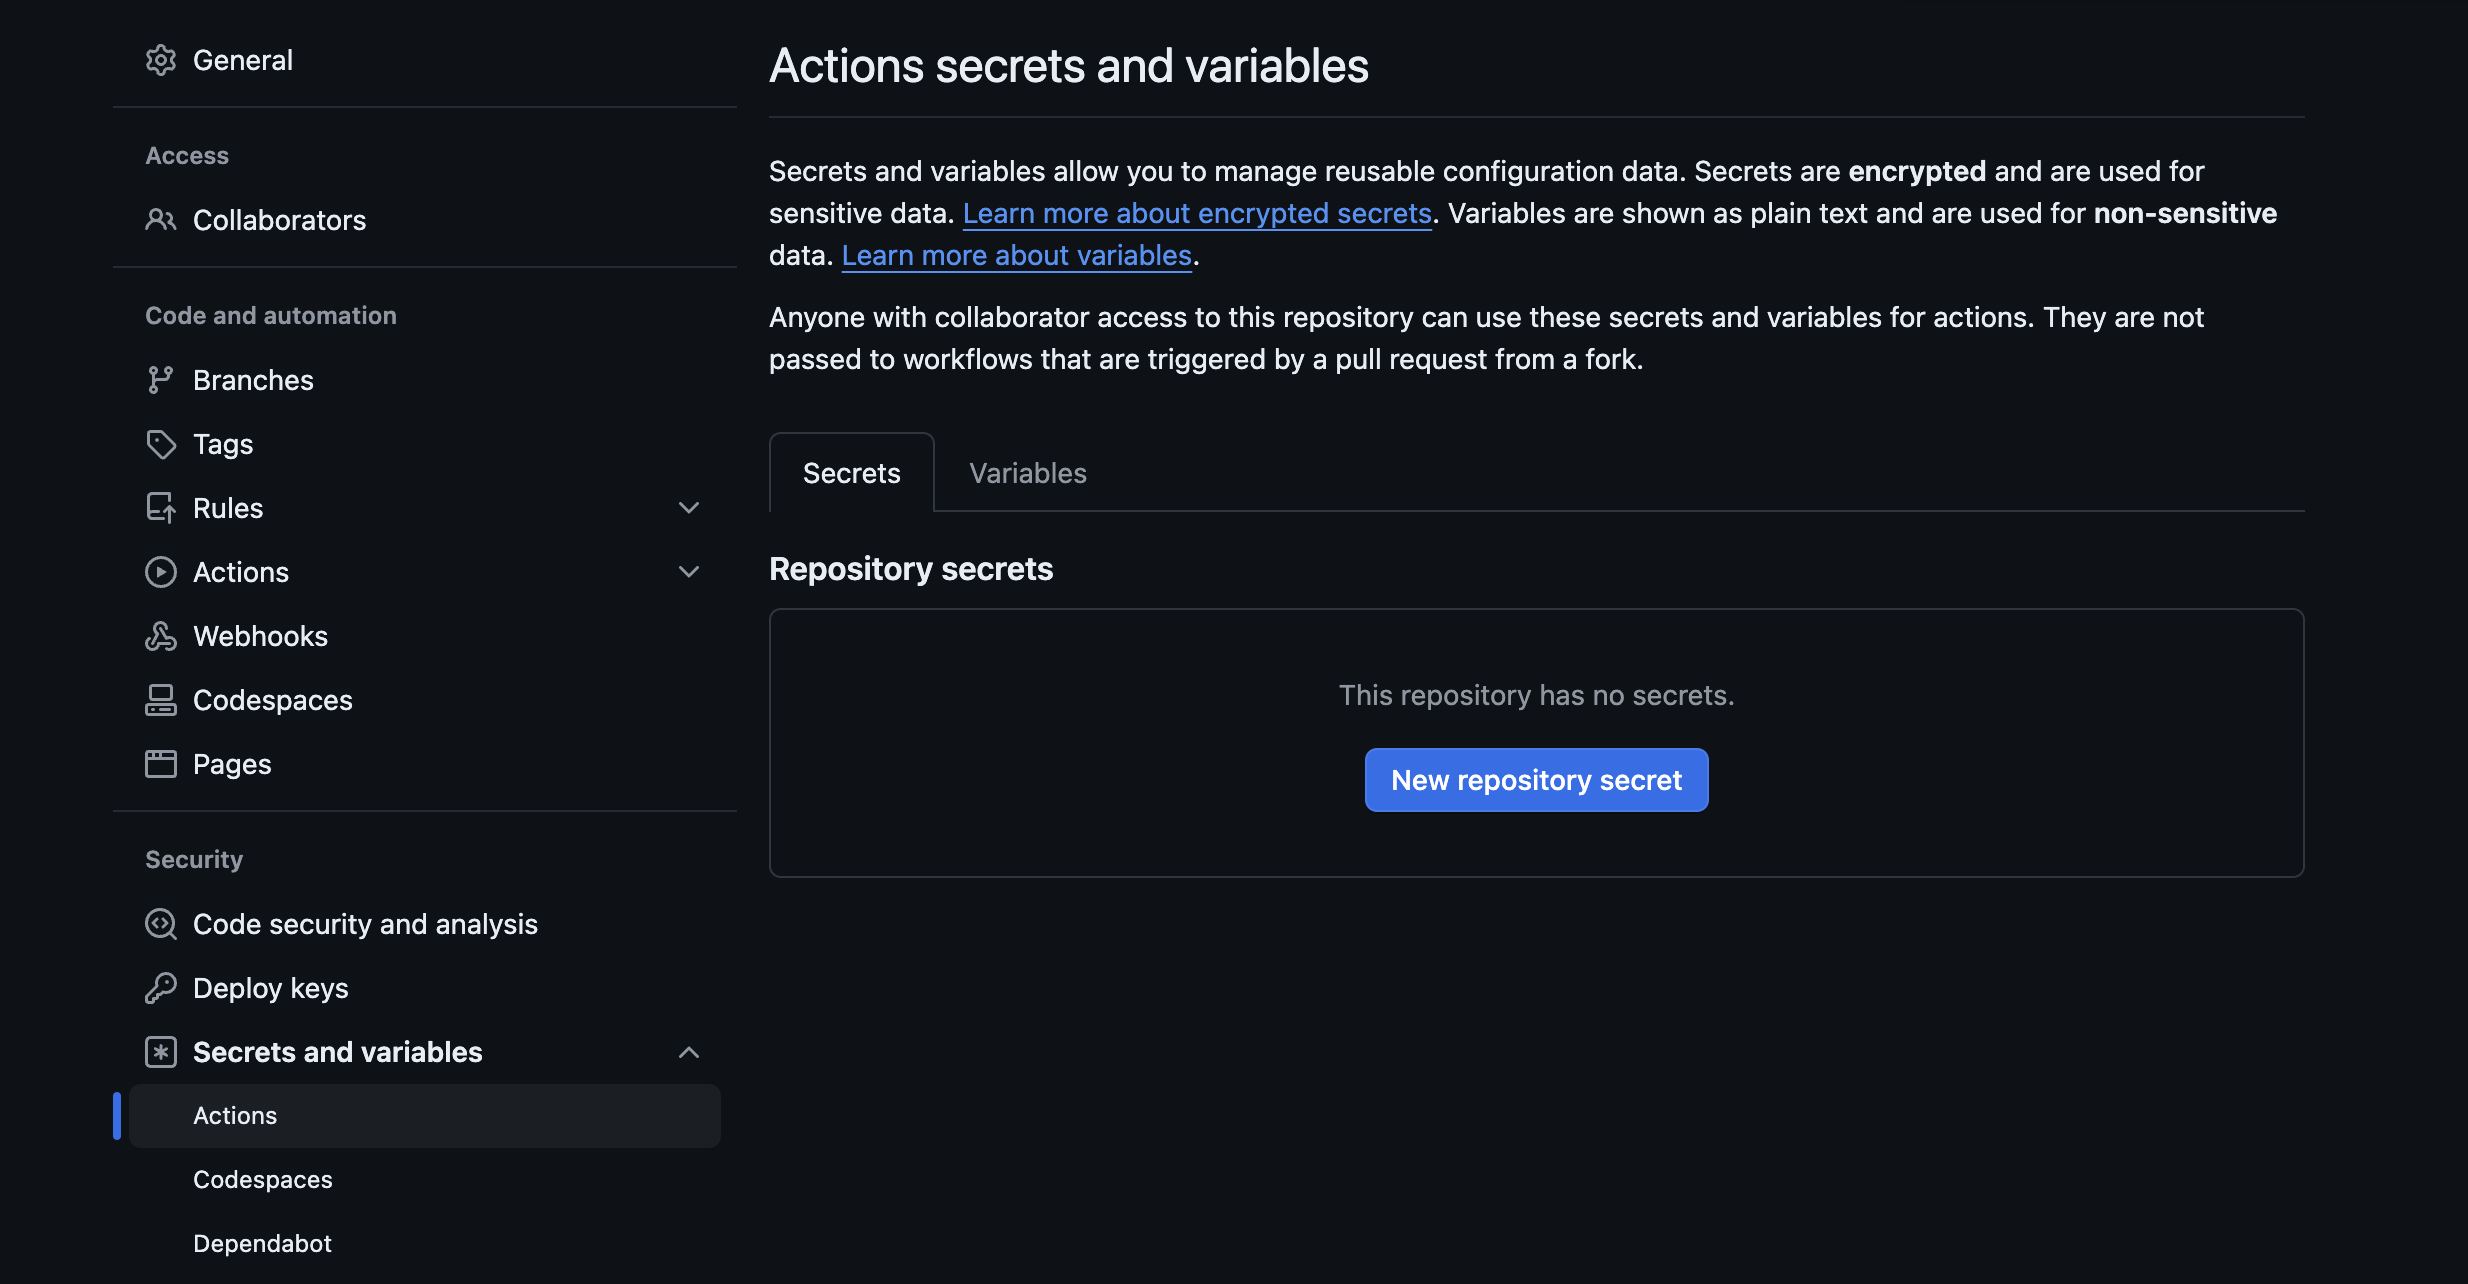 General
Access
Collaborators
Code and automation
Branches
Tags
Rules
Actions
Webhooks
Codespaces
Pages
Security
Code security and analysis
Deploy keys
Secrets and variables
Actions
Codespaces
Dependabot
Actions secrets and variables
Secrets and variables allow you to manage reusable configuration data. Secrets are encrypted and are used for
sensitive data. Learn more about encrypted secrets. Variables are shown as plain text and are used for non-sensitive
data. Learn more about variables.
Anyone with collaborator access to this repository can use these secrets and variables for actions. They are not
passed to workflows that are triggered by a pull request from a fork.
Secrets Variables
Repository secrets
This repository has no secrets.
New repository secret